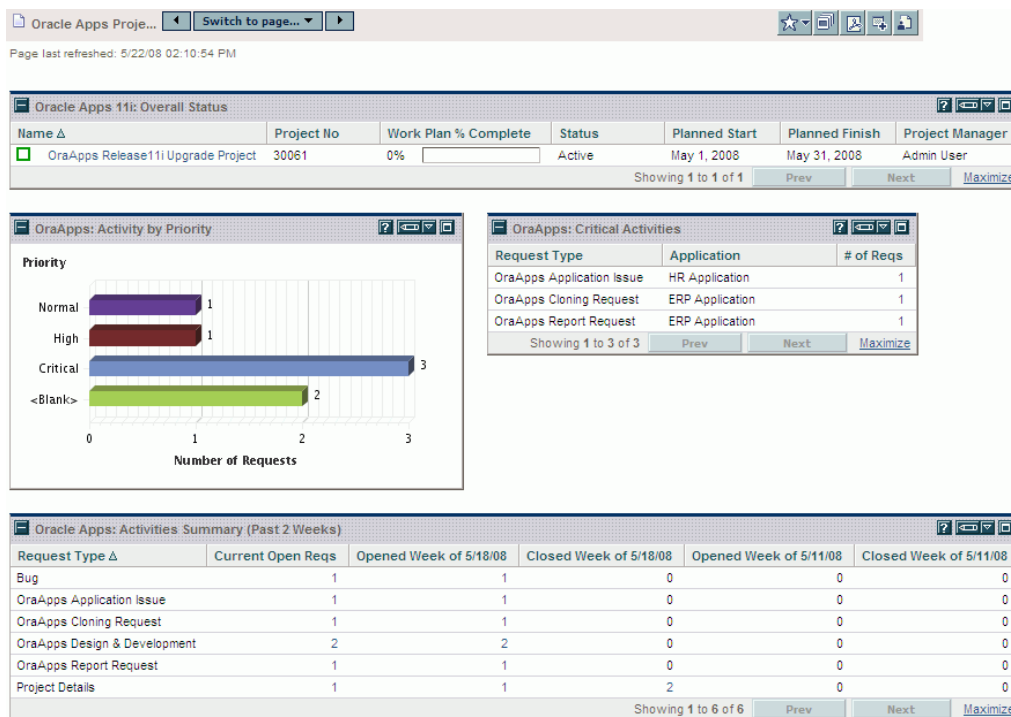 Oracle Apps Proje... Switch to page...
Page last refreshed: 5/22/08 02:10:54 PM
Oracle Apps 11i: Overall Status ?
Name Project No Work Plan % Complete Status Planned Start Planned Finish Project Manager
OraApps Release11i Upgrade Project 30061 0% Active May 1, 2008 May 31, 2008 Admin User
Showing 1 to 1 of 1 Prev Next Maximize
OraApps: Activity by Priority ?
Priority
Normal 1
High 1
Critical 3
<Blank> 2
0 1 2 3
Number of Requests
OraApps: Critical Activities ?
Request Type Application # of Reqs
OraApps Application Issue HR Application 1
OraApps Cloning Request ERP Application 1
OraApps Report Request ERP Application 1
Showing 1 to 3 of 3 Prev Next Maximize
Oracle Apps: Activities Summary (Past 2 Weeks) ?
Request Type Current Open Reqs Opened Week of 5/18/08 Closed Week of 5/18/08 Opened Week of 5/11/08 Closed Week of 5/11/08
Bug 1 1 0 0 0
OraApps Application Issue 1 1 0 0 0
OraApps Cloning Request 1 1 0 0 0
OraApps Design & Development 2 2 0 0 0
OraApps Report Request 1 1 0 0 0
Project Details 1 1 2 0 0
Showing 1 to 6 of 6 Prev Next Maximize